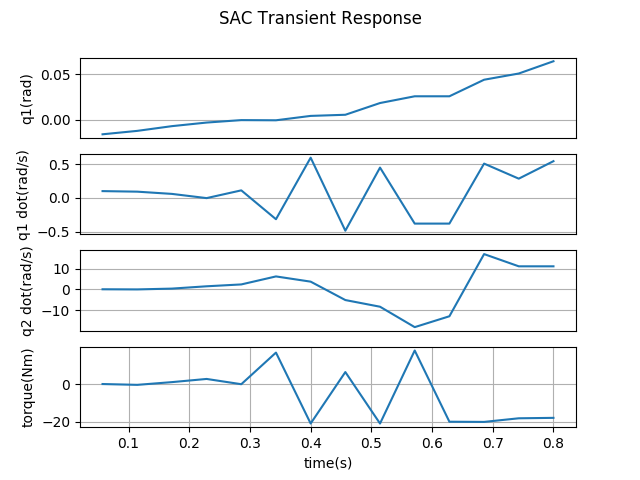 SAC Transient Response
q1(rad)
0.05
0.00
q1 dot(rad/s)
0.5
0.0
−0.5
q2 dot(rad/s)
10
0
−10
torque(Nm)
0
−20
0.1 0.2 0.3 0.4 0.5 0.6 0.7 0.8
time(s)